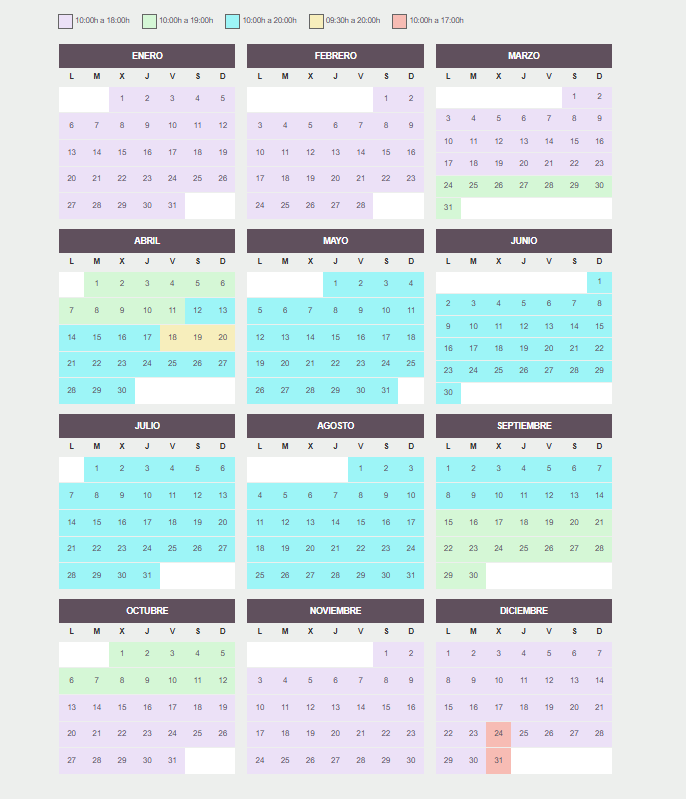 10:00h a 18:00h 10:00h a 19:00h 10:00h a 20:00h 09:30h a 20:00h 10:00h a 17:00h
ENERO
L M X J V S D
1 2 3 4 5
6 7 8 9 10 11 12
13 14 15 16 17 18 19
20 21 22 23 24 25 26
27 28 29 30 31
FEBRERO
L M X J V S D
1 2
3 4 5 6 7 8 9
10 11 12 13 14 15 16
17 18 19 20 21 22 23
24 25 26 27 28
MARZO
L M X J V S D
1 2
3 4 5 6 7 8 9
10 11 12 13 14 15 16
17 18 19 20 21 22 23
24 25 26 27 28 29 30
31
ABRIL
L M X J V S D
1 2 3 4 5 6
7 8 9 10 11 12 13
14 15 16 17 18 19 20
21 22 23 24 25 26 27
28 29 30
MAYO
L M X J V S D
1 2 3 4
5 6 7 8 9 10 11
12 13 14 15 16 17 18
19 20 21 22 23 24 25
26 27 28 29 30 31
JUNIO
L M X J V S D
1
2 3 4 5 6 7 8
9 10 11 12 13 14 15
16 17 18 19 20 21 22
23 24 25 26 27 28 29
30
JULIO
L M X J V S D
1 2 3 4 5 6
7 8 9 10 11 12 13
14 15 16 17 18 19 20
21 22 23 24 25 26 27
28 29 30 31
AGOSTO
L M X J V S D
1 2 3
4 5 6 7 8 9 10
11 12 13 14 15 16 17
18 19 20 21 22 23 24
25 26 27 28 29 30 31
SEPTIEMBRE
L M X J V S D
1 2 3 4 5 6 7
8 9 10 11 12 13 14
15 16 17 18 19 20 21
22 23 24 25 26 27 28
29 30
OCTUBRE
L M X J V S D
1 2 3 4 5
6 7 8 9 10 11 12
13 14 15 16 17 18 19
20 21 22 23 24 25 26
27 28 29 30 31
NOVIEMBRE
L M X J V S D
1 2
3 4 5 6 7 8 9
10 11 12 13 14 15 16
17 18 19 20 21 22 23
24 25 26 27 28 29 30
DICIEMBRE
L M X J V S D
1 2 3 4 5 6 7
8 9 10 11 12 13 14
15 16 17 18 19 20 21
22 23 24 25 26 27 28
29 30 31